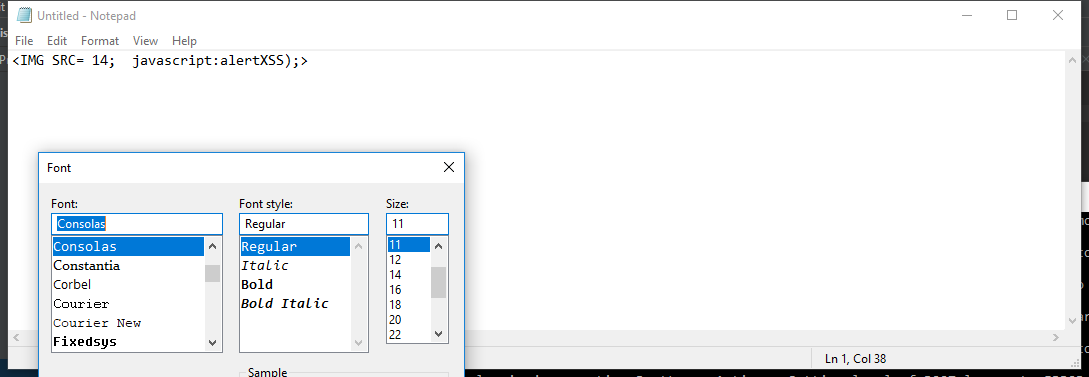 Untitled - Notepad
File Edit Format View Help
<IMG SRC= 14;  javascript:alertXSS);>
Font
Font: Font style: Size:
Consolas Regular 11
Consolas Regular 11
Constantia Italic 12
Corbel Bold 14
Courier Bold Italic 16
Courier New 18
Fixedsys 20
22
Ln 1, Col 38
Sample